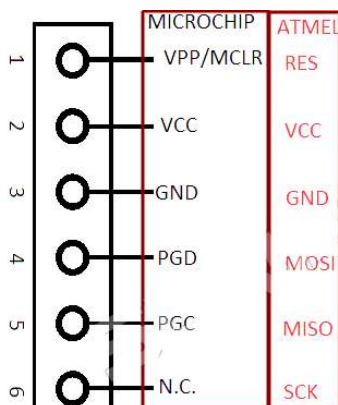 MICROCHIP ATMEL
1 VPP/MCLR RES
2 VCC VCC
3 GND GND
4 PGD MOSI
5 PGC MISO
6 N.C. SCK